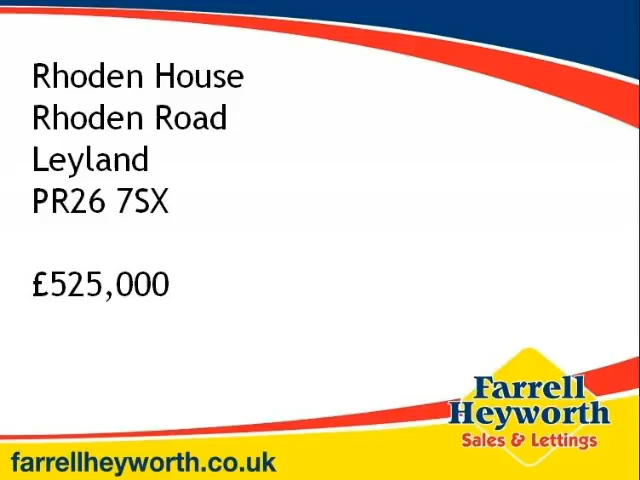 Rhoden House
Rhoden Road
Leyland
PR26 7SX
£525,000
Farrell
Heyworth
Sales & Lettings
farrellheyworth.co.uk